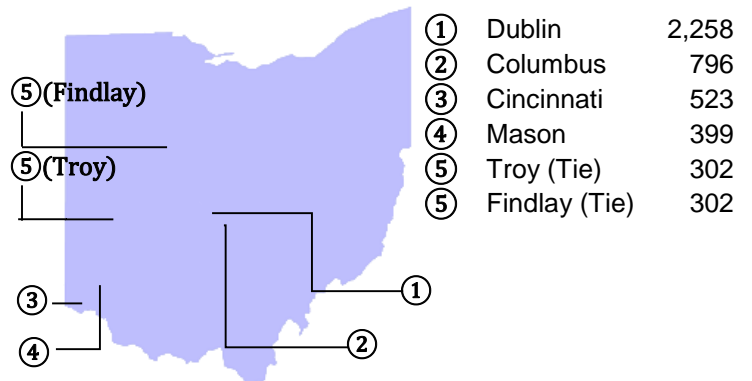 ① Dublin 2,258
② Columbus 796
③ Cincinnati 523
④ Mason 399
⑤ Troy (Tie) 302
⑤ Findlay (Tie) 302
⑤(Findlay)
⑤(Troy)
③
①
④
②